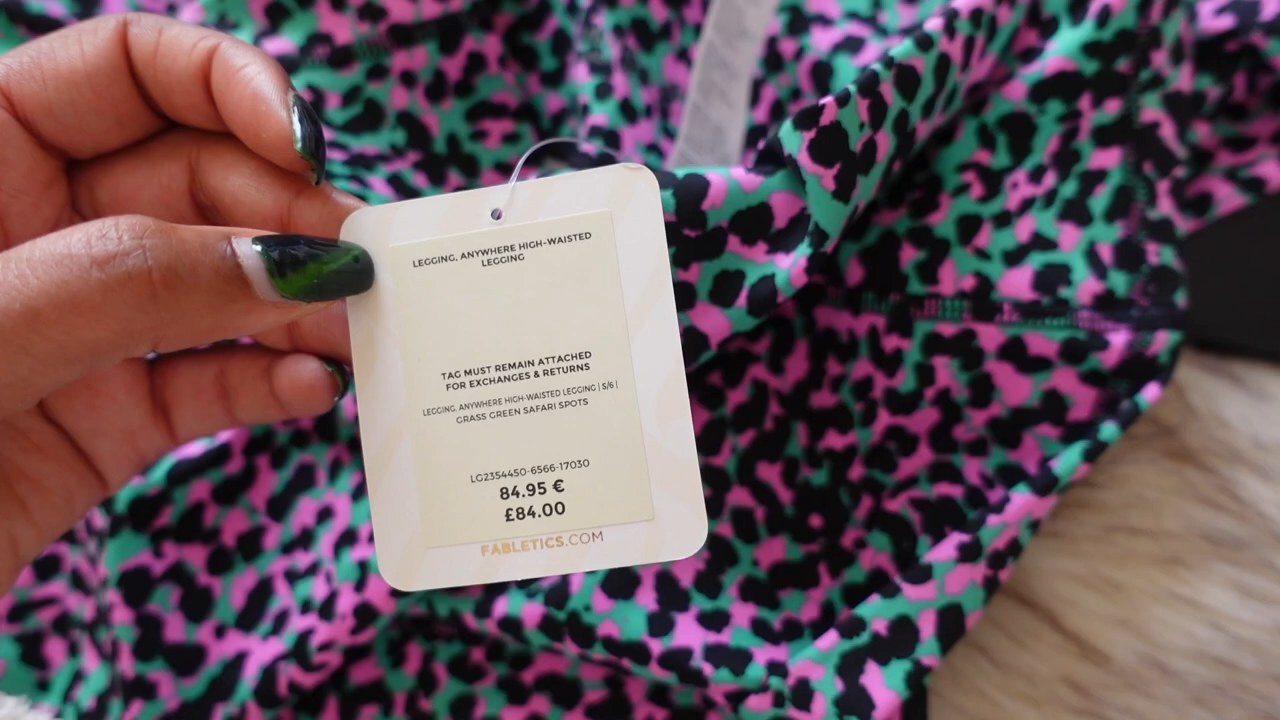 LEGGING, ANYWHERE HIGH-WAISTED
LEGGING
TAG MUST REMAIN ATTACHED
FOR EXCHANGES & RETURNS
LEGGING, ANYWHERE HIGH-WAISTED LEGGING | S/6 |
GRASS GREEN SAFARI SPOTS
LG2354450-6566-17030
84.95 €
£84.00
FABLETICS.COM